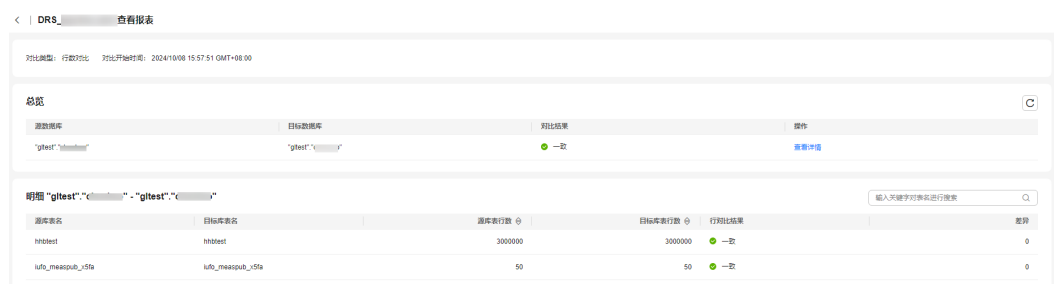 DRS_ 查看报表
对比类型： 行数对比 对比开始时间： 2024/10/08 15:57:51 GMT+08:00
总览
源数据库 目标数据库 对比结果 操作
"gltest"." " "gltest"." " 一致 查看详情
明细 "gltest"." " - "gltest"." "
输入关键字对表名进行搜索
源库表名 目标库表名 源库表行数 目标库表行数 行对比结果 差异
hhbtest hhbtest 3000000 3000000 一致 0
iufo_measpub_x5fa iufo_measpub_x5fa 50 50 一致 0